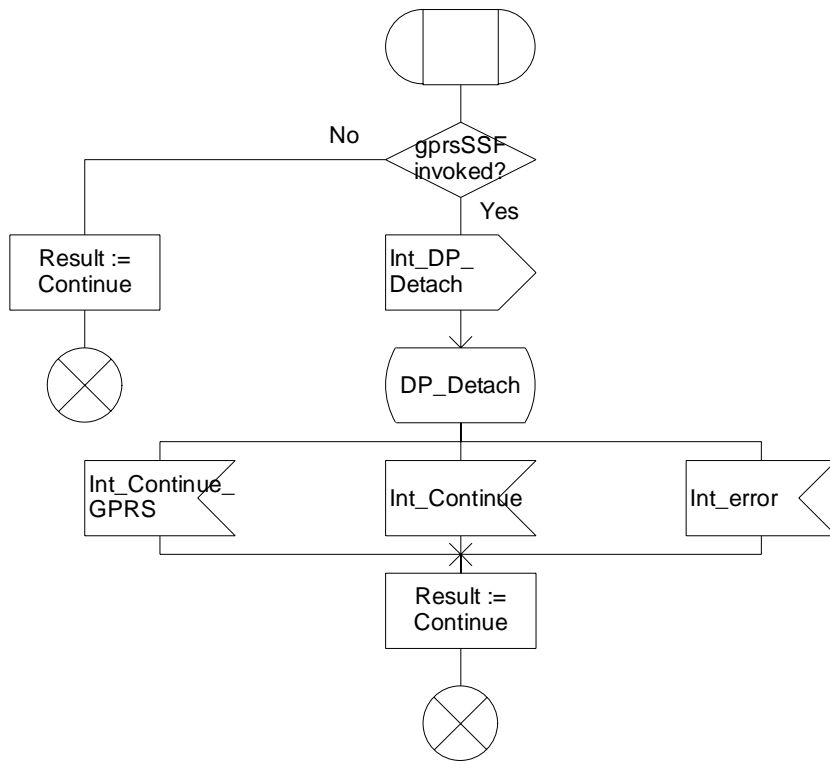 No
gprsSSF
invoked?
Yes
Result :=
Continue
Int_DP_
Detach
DP_Detach
Int_Continue_
GPRS
Int_Continue
Int_error
Result :=
Continue